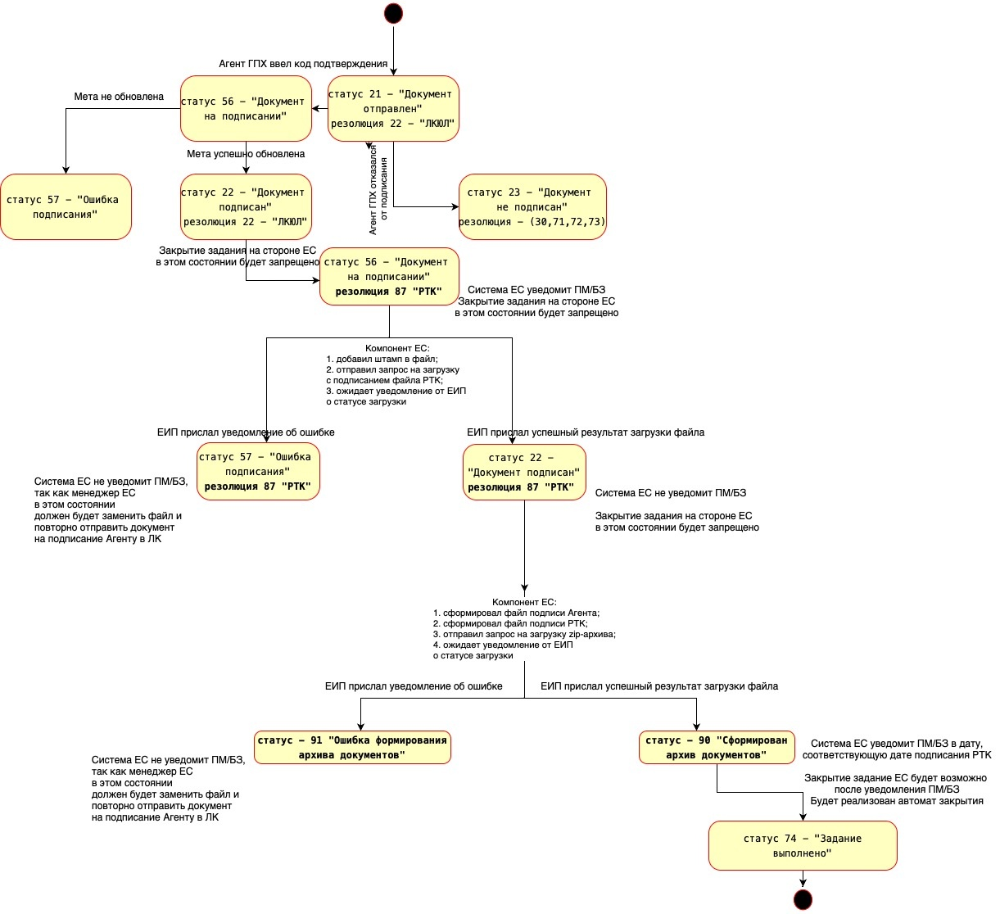 Агент ГПХ ввел код подтверждения
Мета не обновлена
статус 56 – "Документ
на подписании"
статус 21 – "Документ
отправлен"
резолюция 22 – "ЛКЮЛ"
Мета успешно обновлена
Агент ГПХ отказался
от подписания
статус 57 – "Ошибка
подписания"
статус 22 – "Документ
подписан"
резолюция 22 – "ЛКЮЛ"
статус 23 – "Документ
не подписан"
резолюция – (30,71,72,73)
Закрытие задания на стороне ЕС
в этом состоянии будет запрещено
статус 56 – "Документ
на подписании"
резолюция 87 "РТК"
Система ЕС уведомит ПМ/БЗ
Закрытие задания на стороне ЕС
в этом состоянии будет запрещено
Компонент ЕС:
1. добавил штамп в файл;
2. отправил запрос на загрузку
с подписанием файла РТК;
3. ожидает уведомление от ЕИП
о статусе загрузки
ЕИП прислал уведомление об ошибке
ЕИП прислал успешный результат загрузки файла
статус 57 – "Ошибка
подписания"
резолюция 87 "РТК"
статус 22 –
"Документ подписан"
резолюция 87 "РТК"
Система ЕС не уведомит ПМ/БЗ,
так как менеджер ЕС
в этом состоянии
должен будет заменить файл и
повторно отправить документ
на подписание Агенту в ЛК
Система ЕС не уведомит ПМ/БЗ
Закрытие задания на стороне ЕС
в этом состоянии будет запрещено
Компонент ЕС:
1. сформировал файл подписи Агента;
2. сформировал файл подписи РТК;
3. отправил запрос на загрузку zip-архива;
4. ожидает уведомление от ЕИП
о статусе загрузки
ЕИП прислал уведомление об ошибке
ЕИП прислал успешный результат загрузки файла
статус – 91 "Ошибка формирования
архива документов"
статус – 90 "Сформирован
архив документов"
Система ЕС не уведомит ПМ/БЗ,
так как менеджер ЕС
в этом состоянии
должен будет заменить файл и
повторно отправить документ
на подписание Агенту в ЛК
Система ЕС уведомит ПМ/БЗ в дату,
соответствующую дате подписания РТК
Закрытие задание ЕС будет возможно
после уведомления ПМ/БЗ
Будет реализован автомат закрытия
статус 74 – "Задание
выполнено"